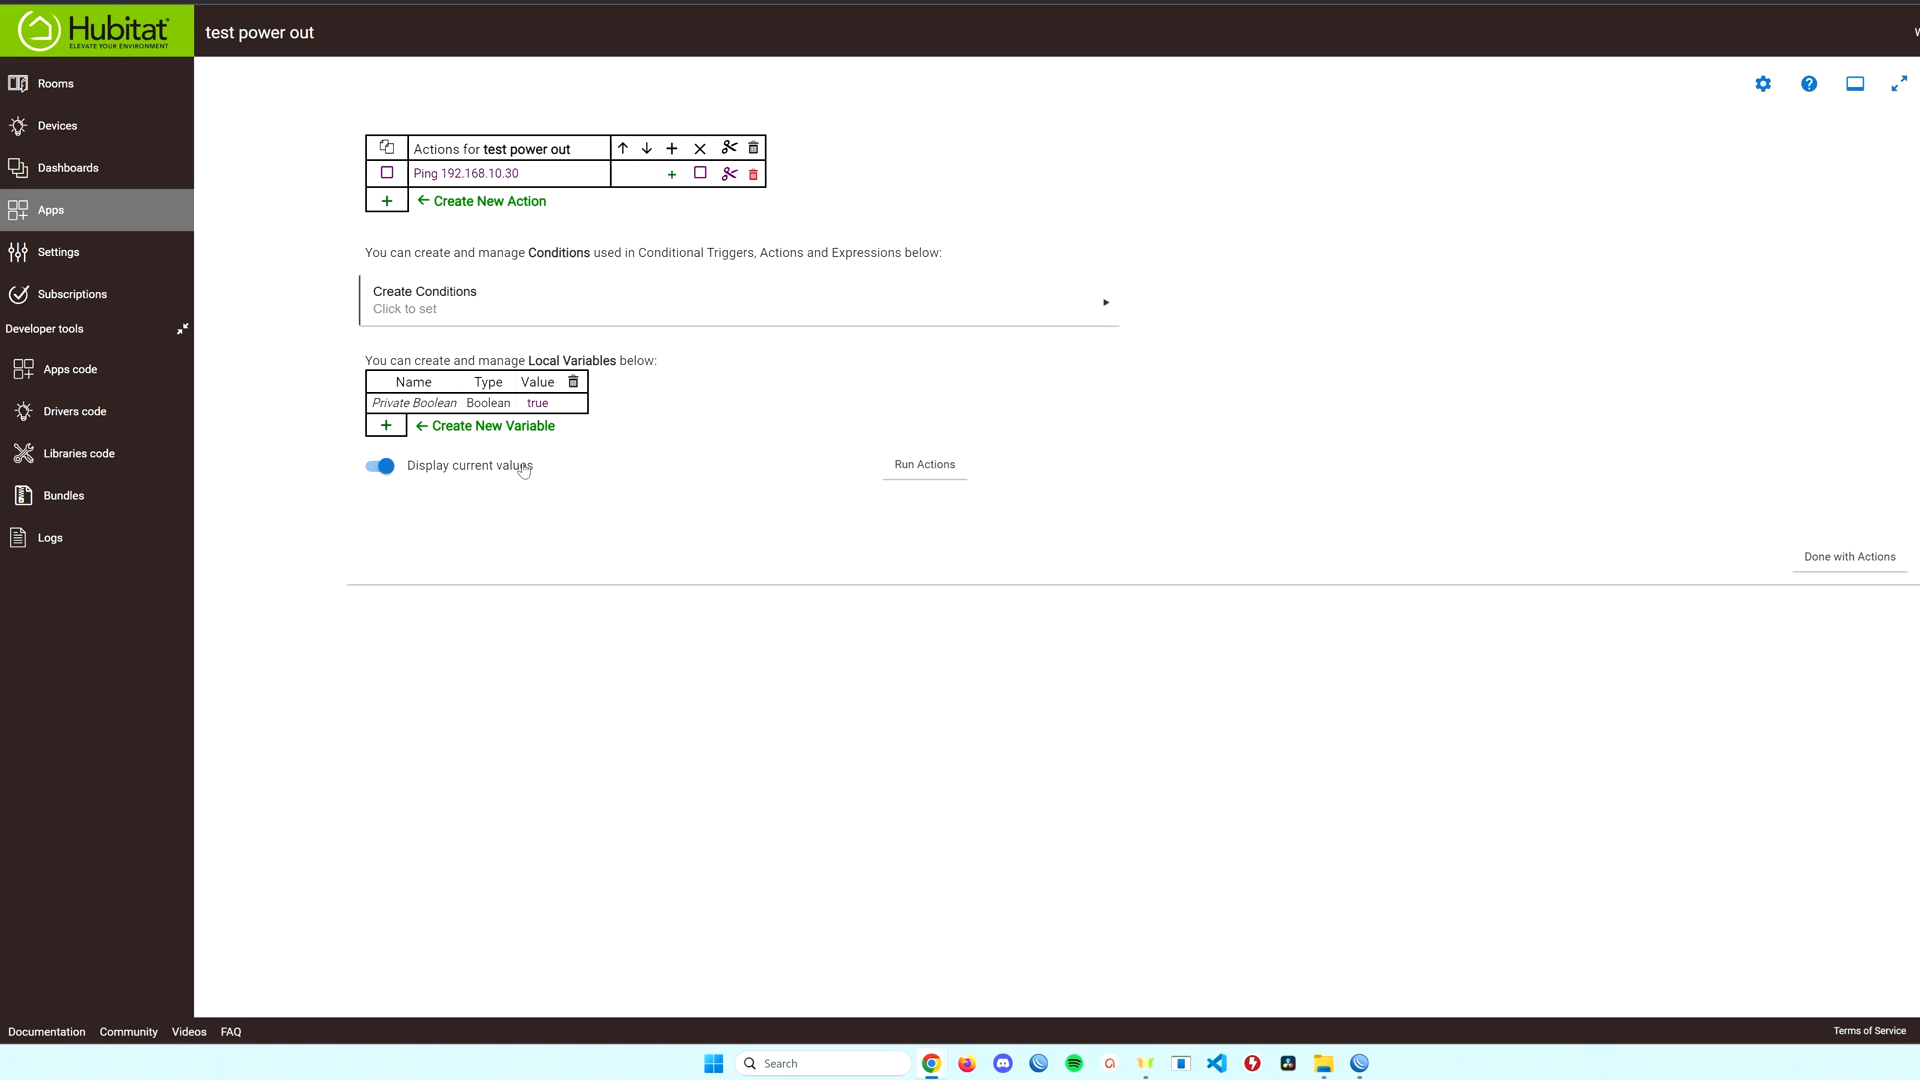 Hubitat
ELEVATE YOUR ENVIRONMENT
test power out
W
Rooms
Devices
Dashboards
Apps
Settings
Subscriptions
Developer tools
Apps code
Drivers code
Libraries code
Bundles
Logs
Actions for test power out
Ping 192.168.10.30
Create New Action
You can create and manage Conditions used in Conditional Triggers, Actions and Expressions below:
Create Conditions
Click to set
You can create and manage Local Variables below:
Name Type Value
Private Boolean Boolean true
Create New Variable
Display current values
Run Actions
Done with Actions
Documentation Community Videos FAQ
Terms of Service
Search